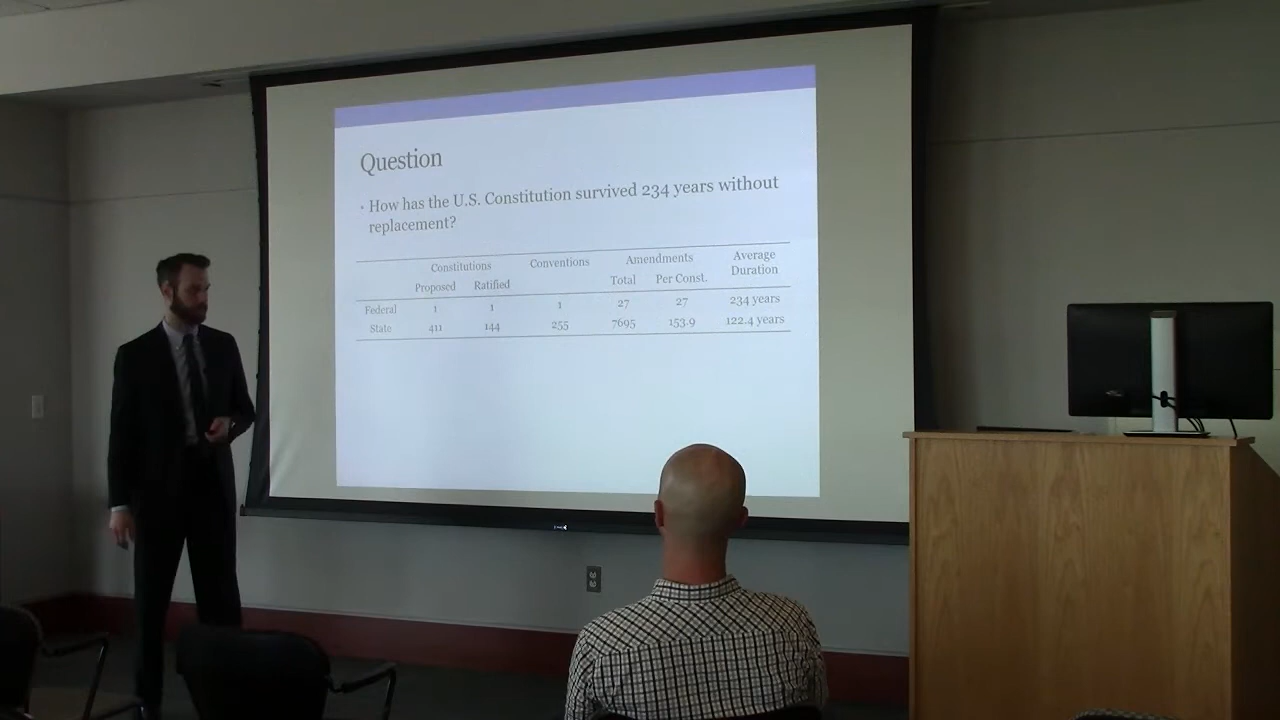 Question
· How has the U.S. Constitution survived 234 years without
replacement?
Constitutions Conventions Amendments Average
Proposed Ratified Total Per Const. Duration
Federal 1 1 1 27 27 234 years
State 411 144 255 7695 153.9 122.4 years